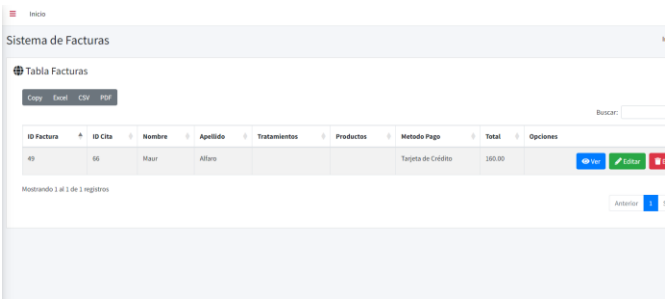 Inicio
Sistema de Facturas
Tabla Facturas
Copy Excel CSV PDF
Buscar:
ID Factura ID Cita Nombre Apellido Tratamientos Productos Metodo Pago Total Opciones
49 66 Maur Alfaro Tarjeta de Crédito 160.00 Ver Editar
Mostrando 1 al 1 de 1 registros
Anterior 1